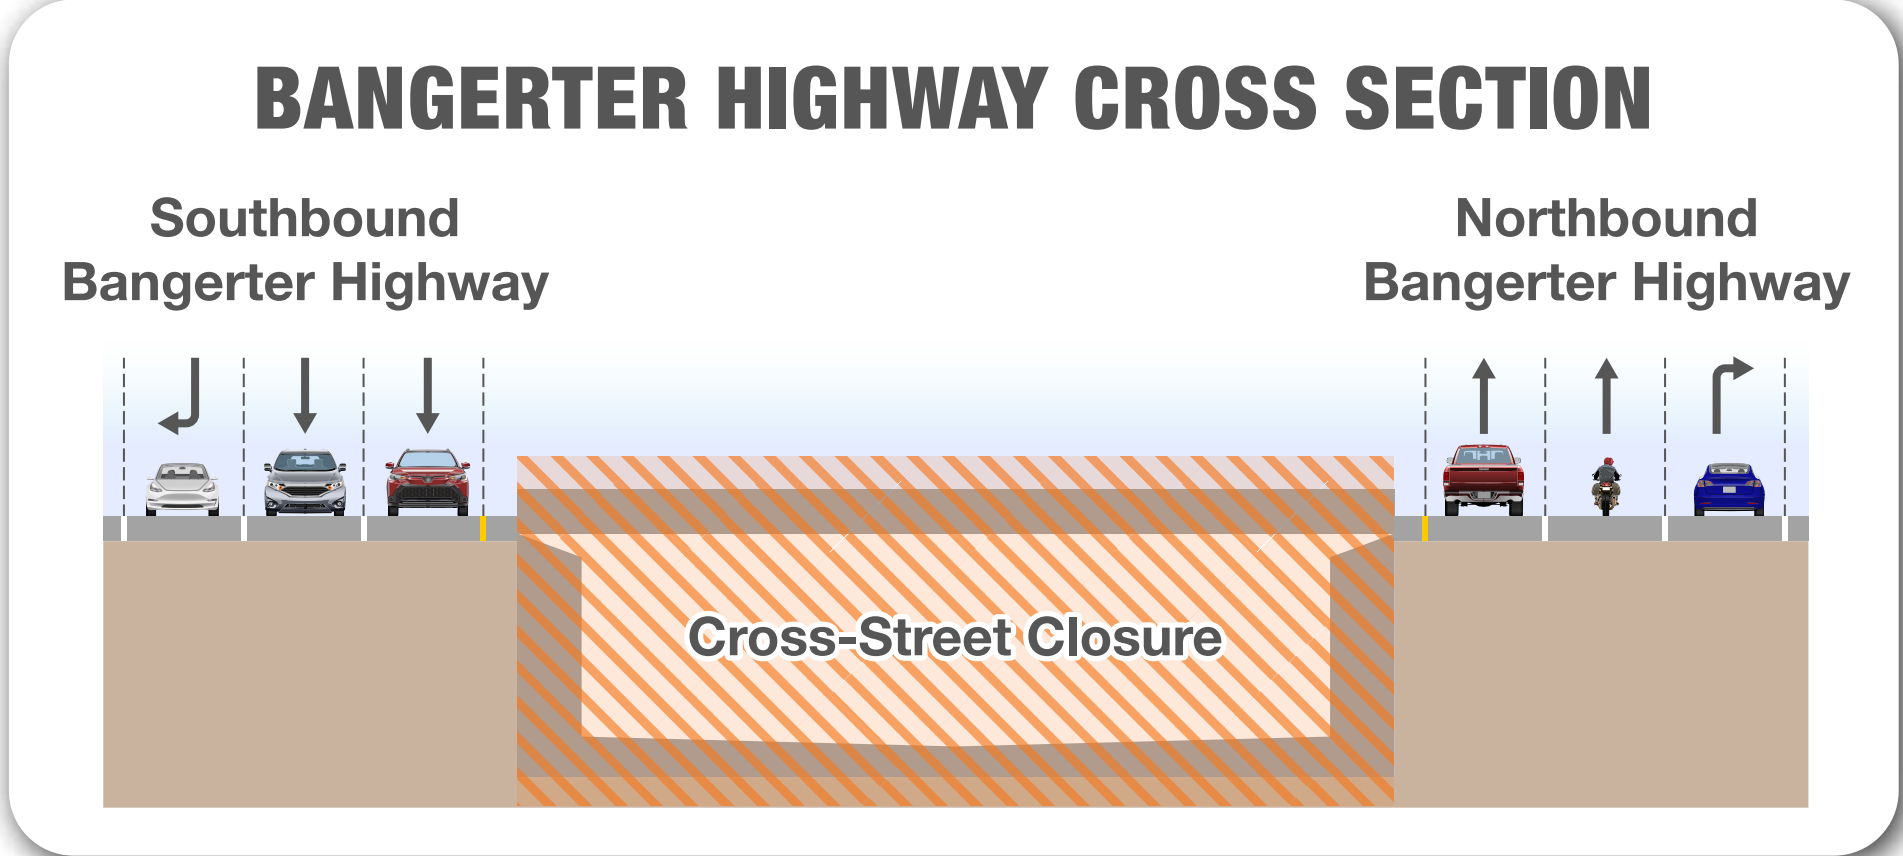 BANGERTER HIGHWAY CROSS SECTION
Southbound
Bangerter Highway
Northbound
Bangerter Highway
Cross-Street Closure